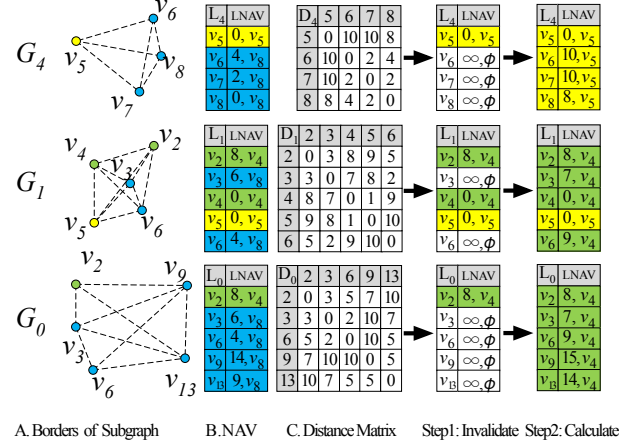 G4
v6
v5
v8
v7
L4 LNAV
v5 0, v5
v6 4, v8
v7 2, v8
v8 0, v8
D4 5 6 7 8
5 0 10 10 8
6 10 0 2 4
7 10 2 0 2
8 8 4 2 0
L4 LNAV
v5 0, v5
v6 ∞,ϕ
v7 ∞,ϕ
v8 ∞,ϕ
L4 LNAV
v5 0, v5
v6 10, v5
v7 10, v5
v8 8, v5
G1
v2
v4
v3
v5
v6
L1 LNAV
v2 8, v4
v3 6, v8
v4 0, v4
v5 0, v5
v6 4, v8
D1 2 3 4 5 6
2 0 3 8 9 5
3 3 0 7 8 2
4 8 7 0 1 9
5 9 8 1 0 10
6 5 2 9 10 0
L1 LNAV
v2 8, v4
v3 ∞,ϕ
v4 0, v4
v5 0, v5
v6 ∞,ϕ
L1 LNAV
v2 8, v4
v3 7, v4
v4 0, v4
v5 0, v5
v6 9, v4
G0
v2
v9
v3
v6
v13
L0 LNAV
v2 8, v4
v3 6, v8
v6 4, v8
v9 14, v8
v13 9, v8
D0 2 3 6 9 13
2 0 3 5 7 10
3 3 0 2 10 7
6 5 2 0 10 5
9 7 10 10 0 5
13 10 7 5 5 0
L0 LNAV
v2 8, v4
v3 ∞,ϕ
v6 ∞,ϕ
v9 ∞,ϕ
v13 ∞,ϕ
L0 LNAV
v2 8, v4
v3 7, v4
v6 9, v4
v9 15, v4
v13 14, v4
A. Borders of Subgraph
B. NAV
C. Distance Matrix
Step1: Invalidate
Step2: Calculate